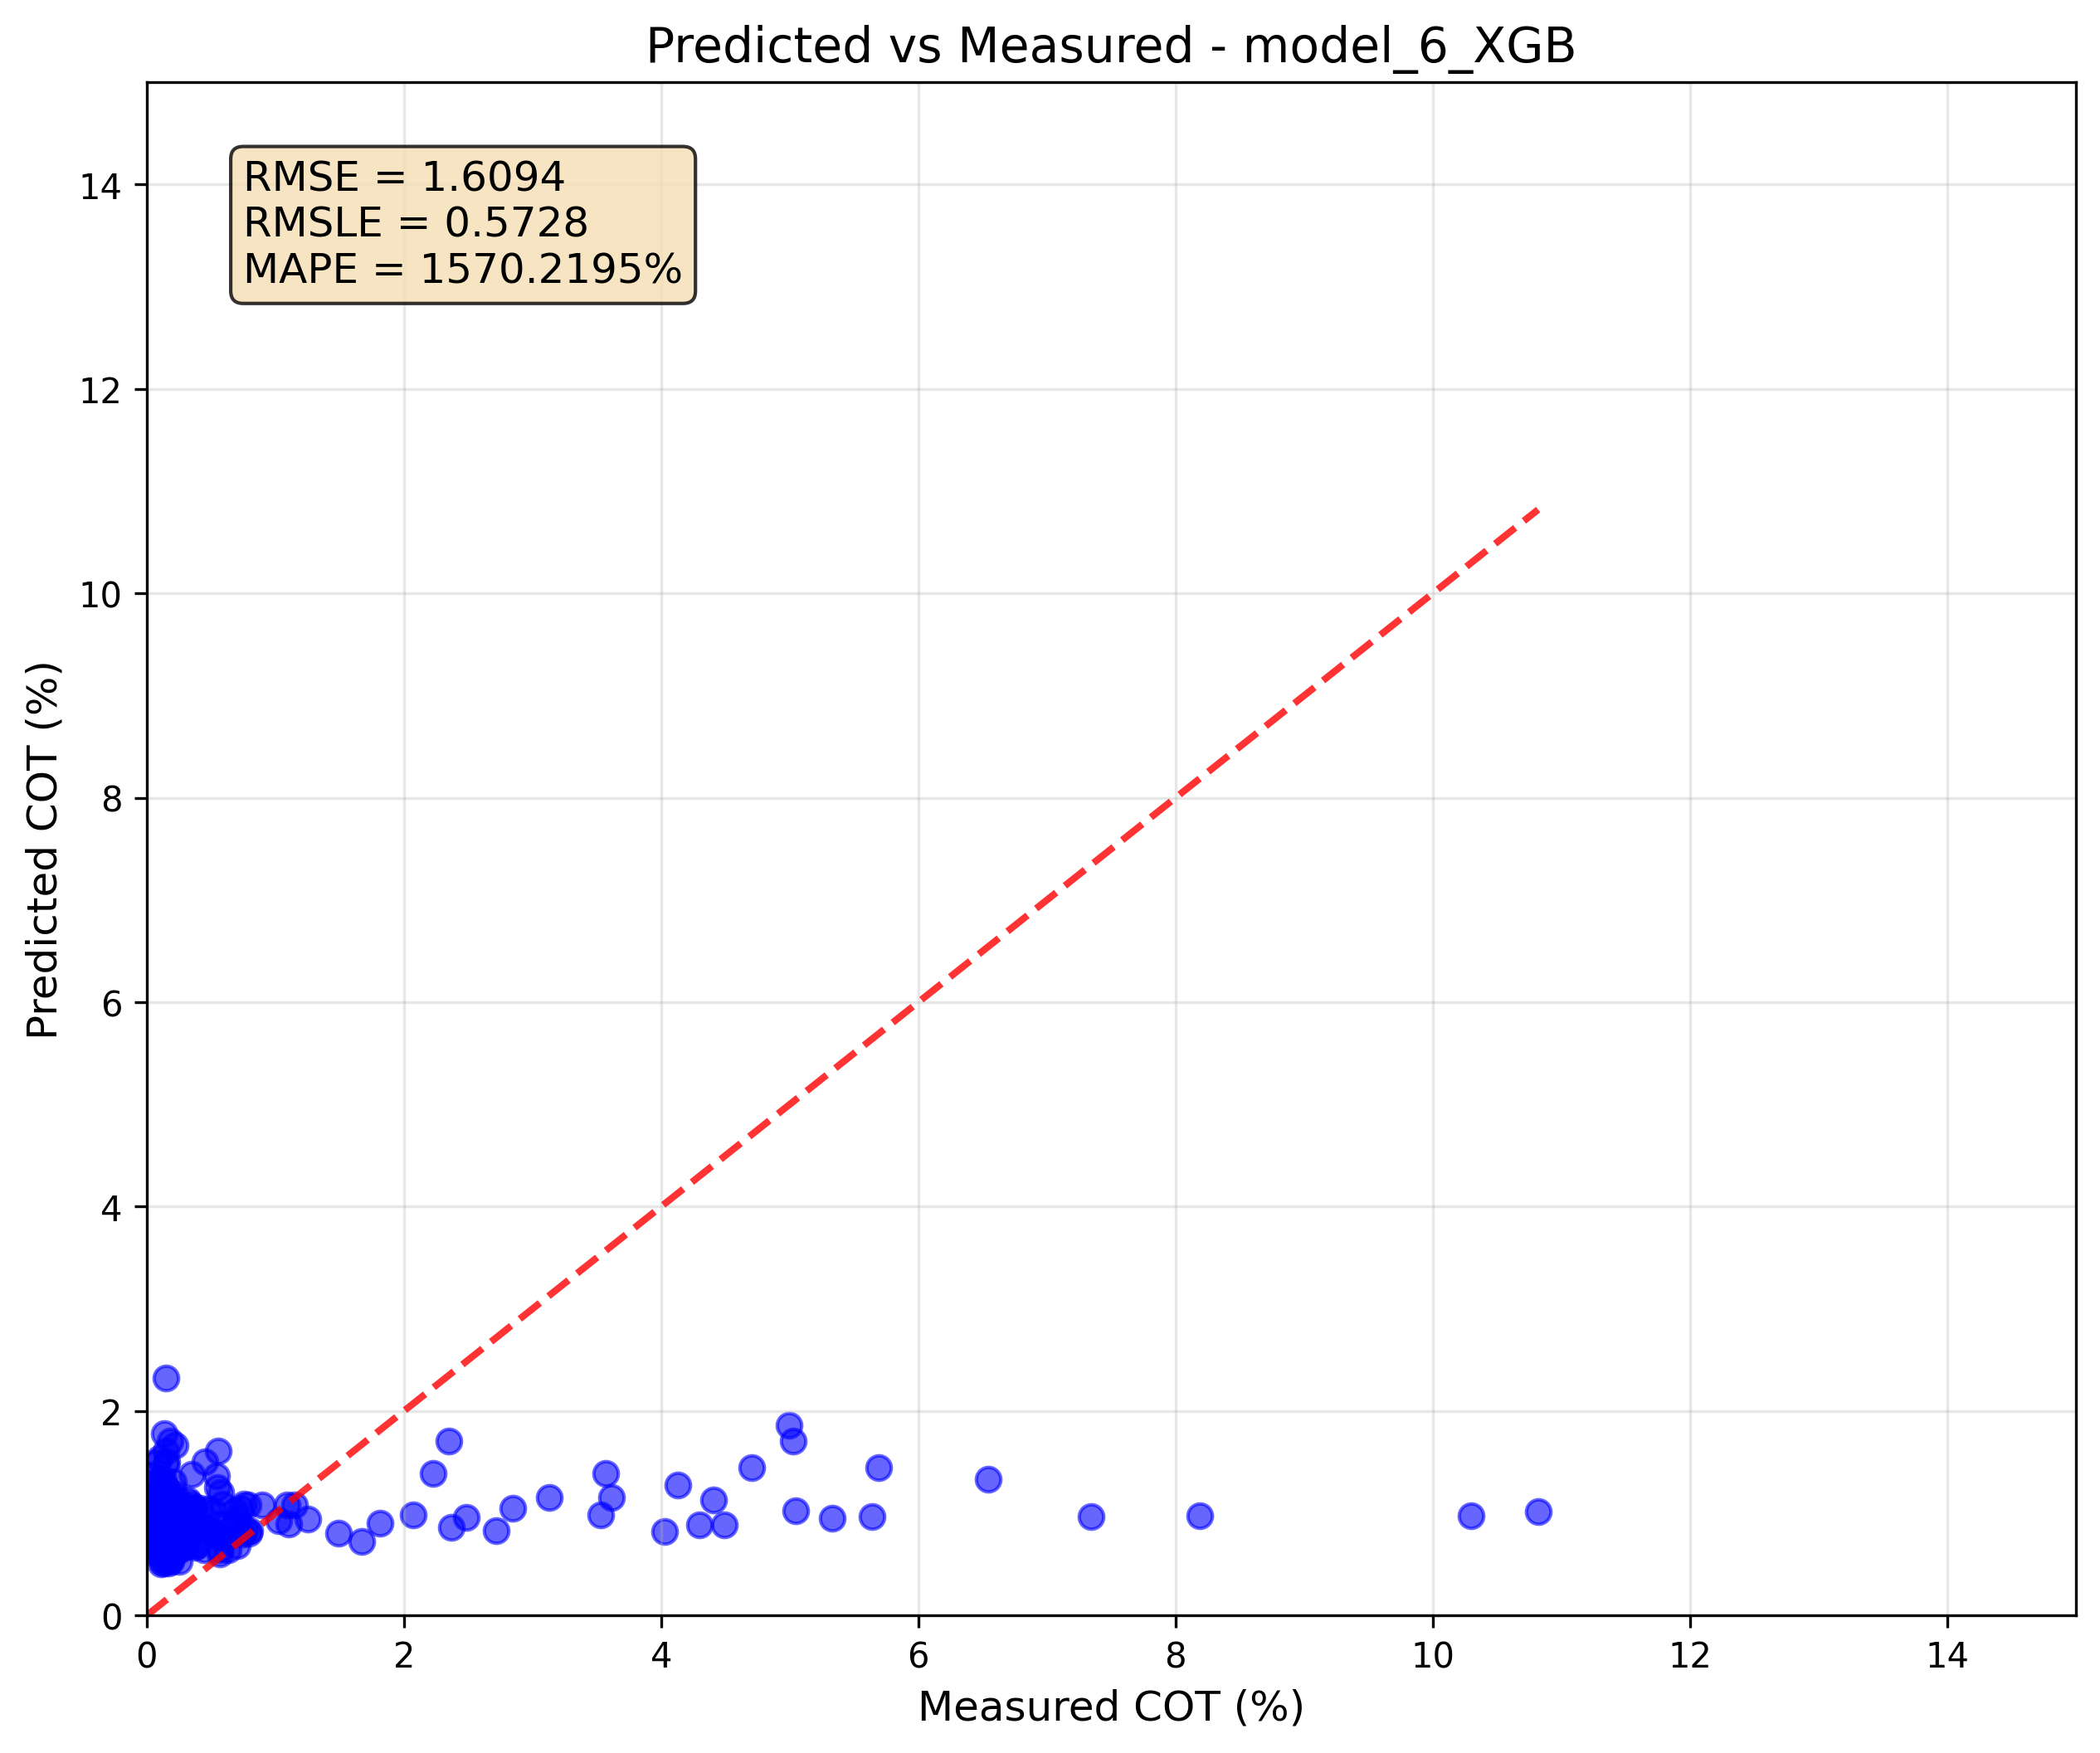 Predicted vs Measured - model_6_XGB
RMSE = 1.6094
RMSLE = 0.5728
MAPE = 1570.2195%
14
12
10
8
6
4
2
0
Predicted COT (%)
0 2 4 6 8 10 12 14
Measured COT (%)